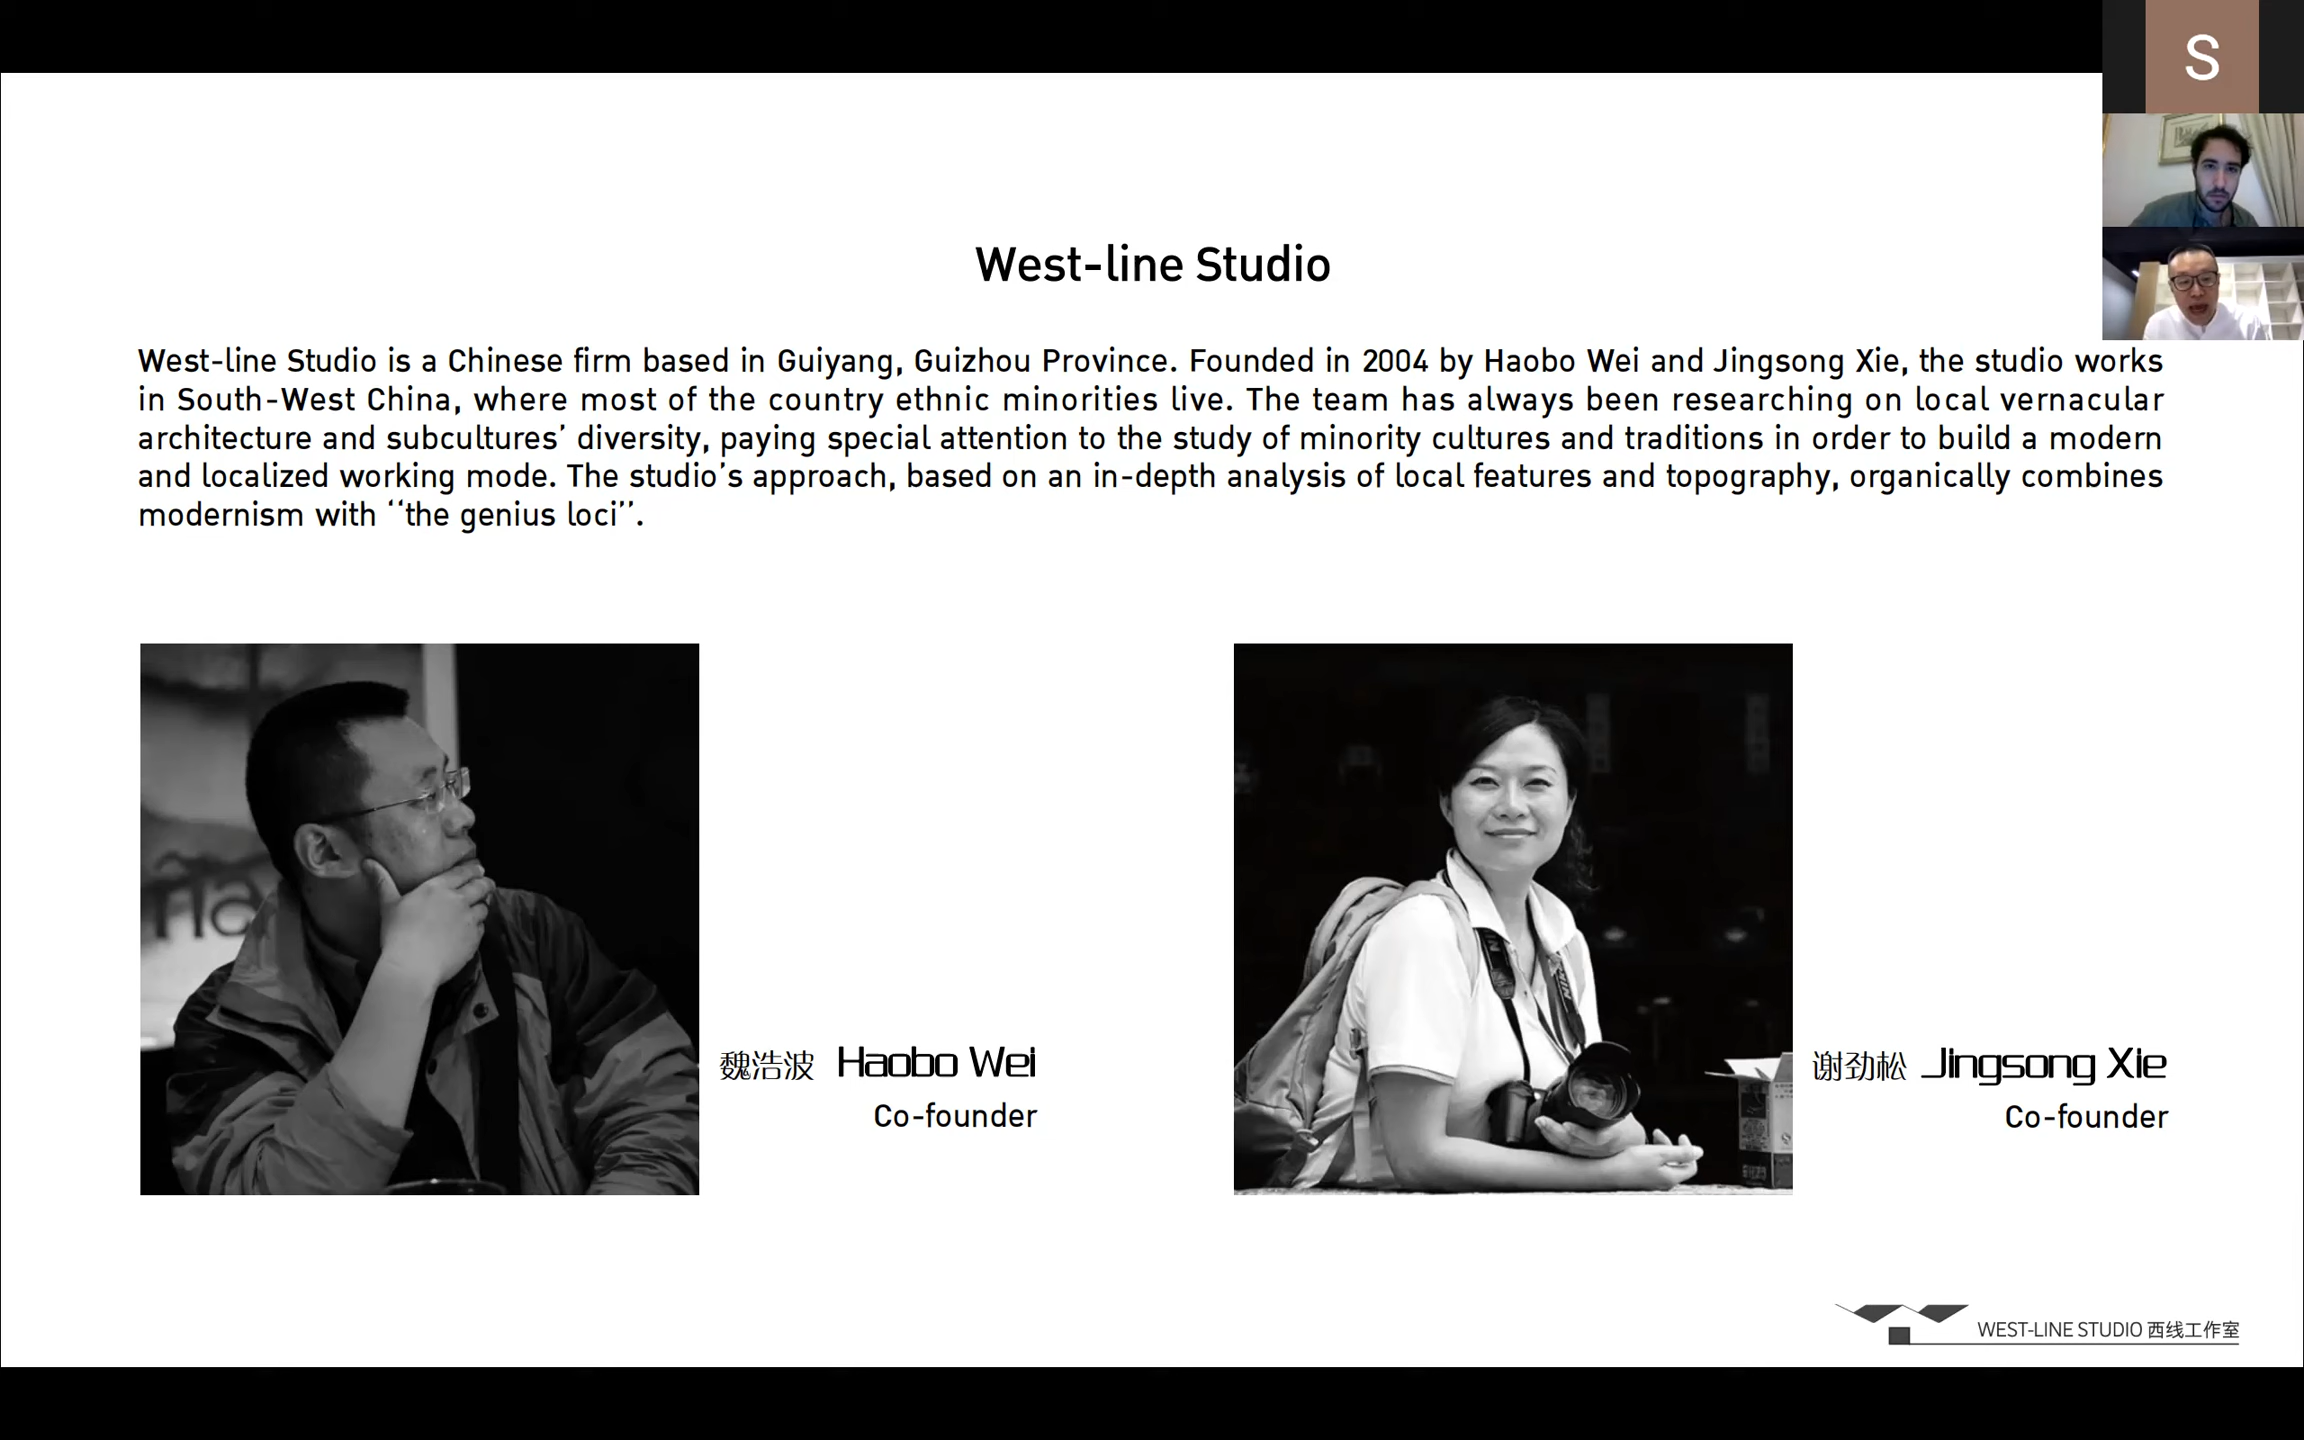 S
West-line Studio
West-line Studio is a Chinese firm based in Guiyang, Guizhou Province. Founded in 2004 by Haobo Wei and Jingsong Xie, the studio works
in South-West China, where most of the country ethnic minorities live. The team has always been researching on local vernacular
architecture and subcultures’ diversity, paying special attention to the study of minority cultures and traditions in order to build a modern
and localized working mode. The studio’s approach, based on an in-depth analysis of local features and topography, organically combines
modernism with ‘‘the genius loci’’.
魏浩波 Haobo Wei
Co-founder
谢劲松 Jingsong Xie
Co-founder
WEST-LINE STUDIO 西线工作室